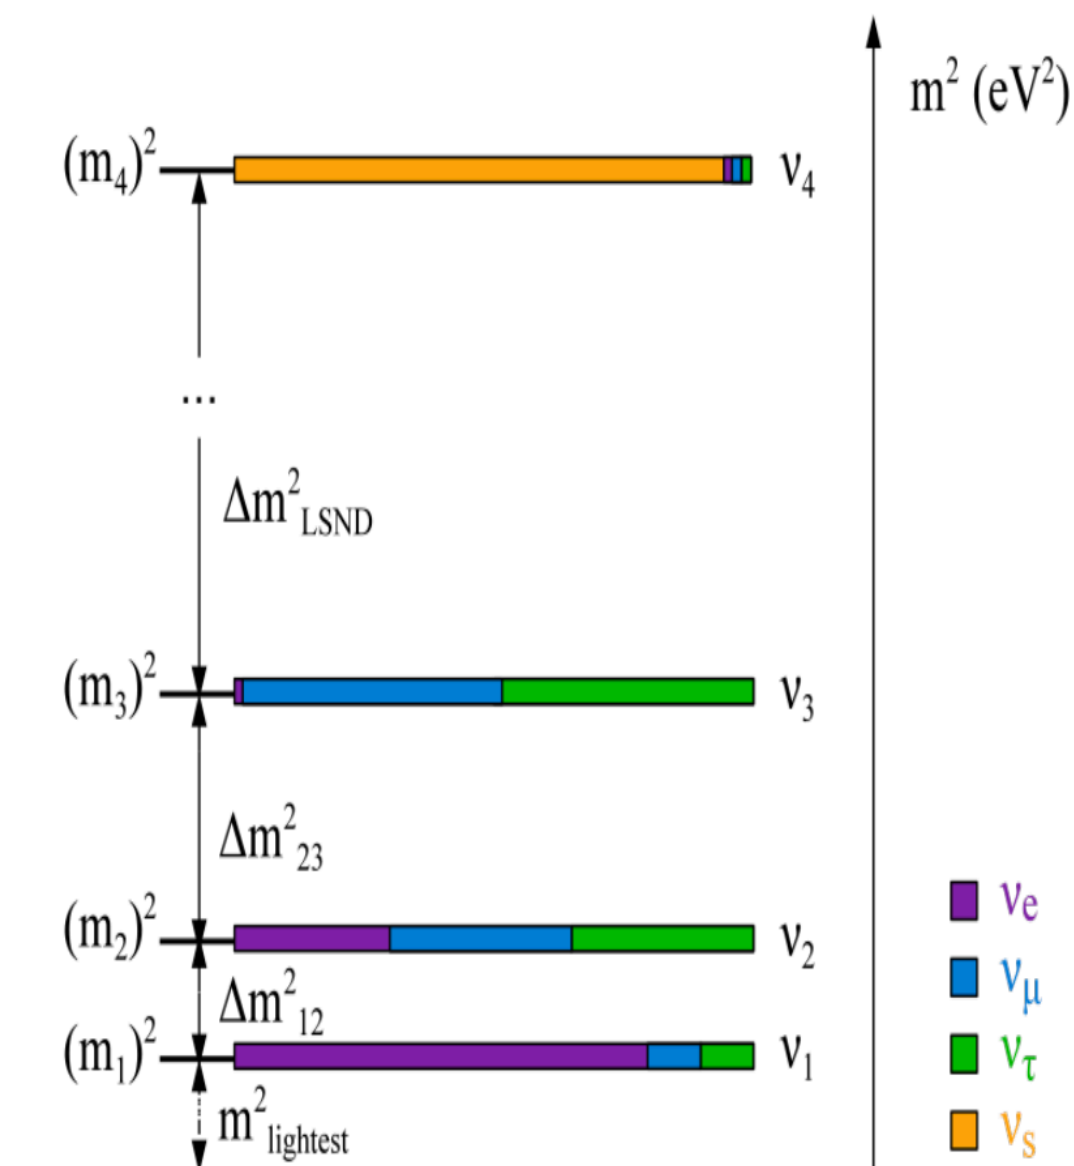 m² (eV²)
(m₄)² ν₄
...
Δm²LSND
(m₃)² ν₃
Δm²₂₃
(m₂)² ν₂
Δm²₁₂
(m₁)² ν₁
m²lightest
νe
νμ
ντ
νs